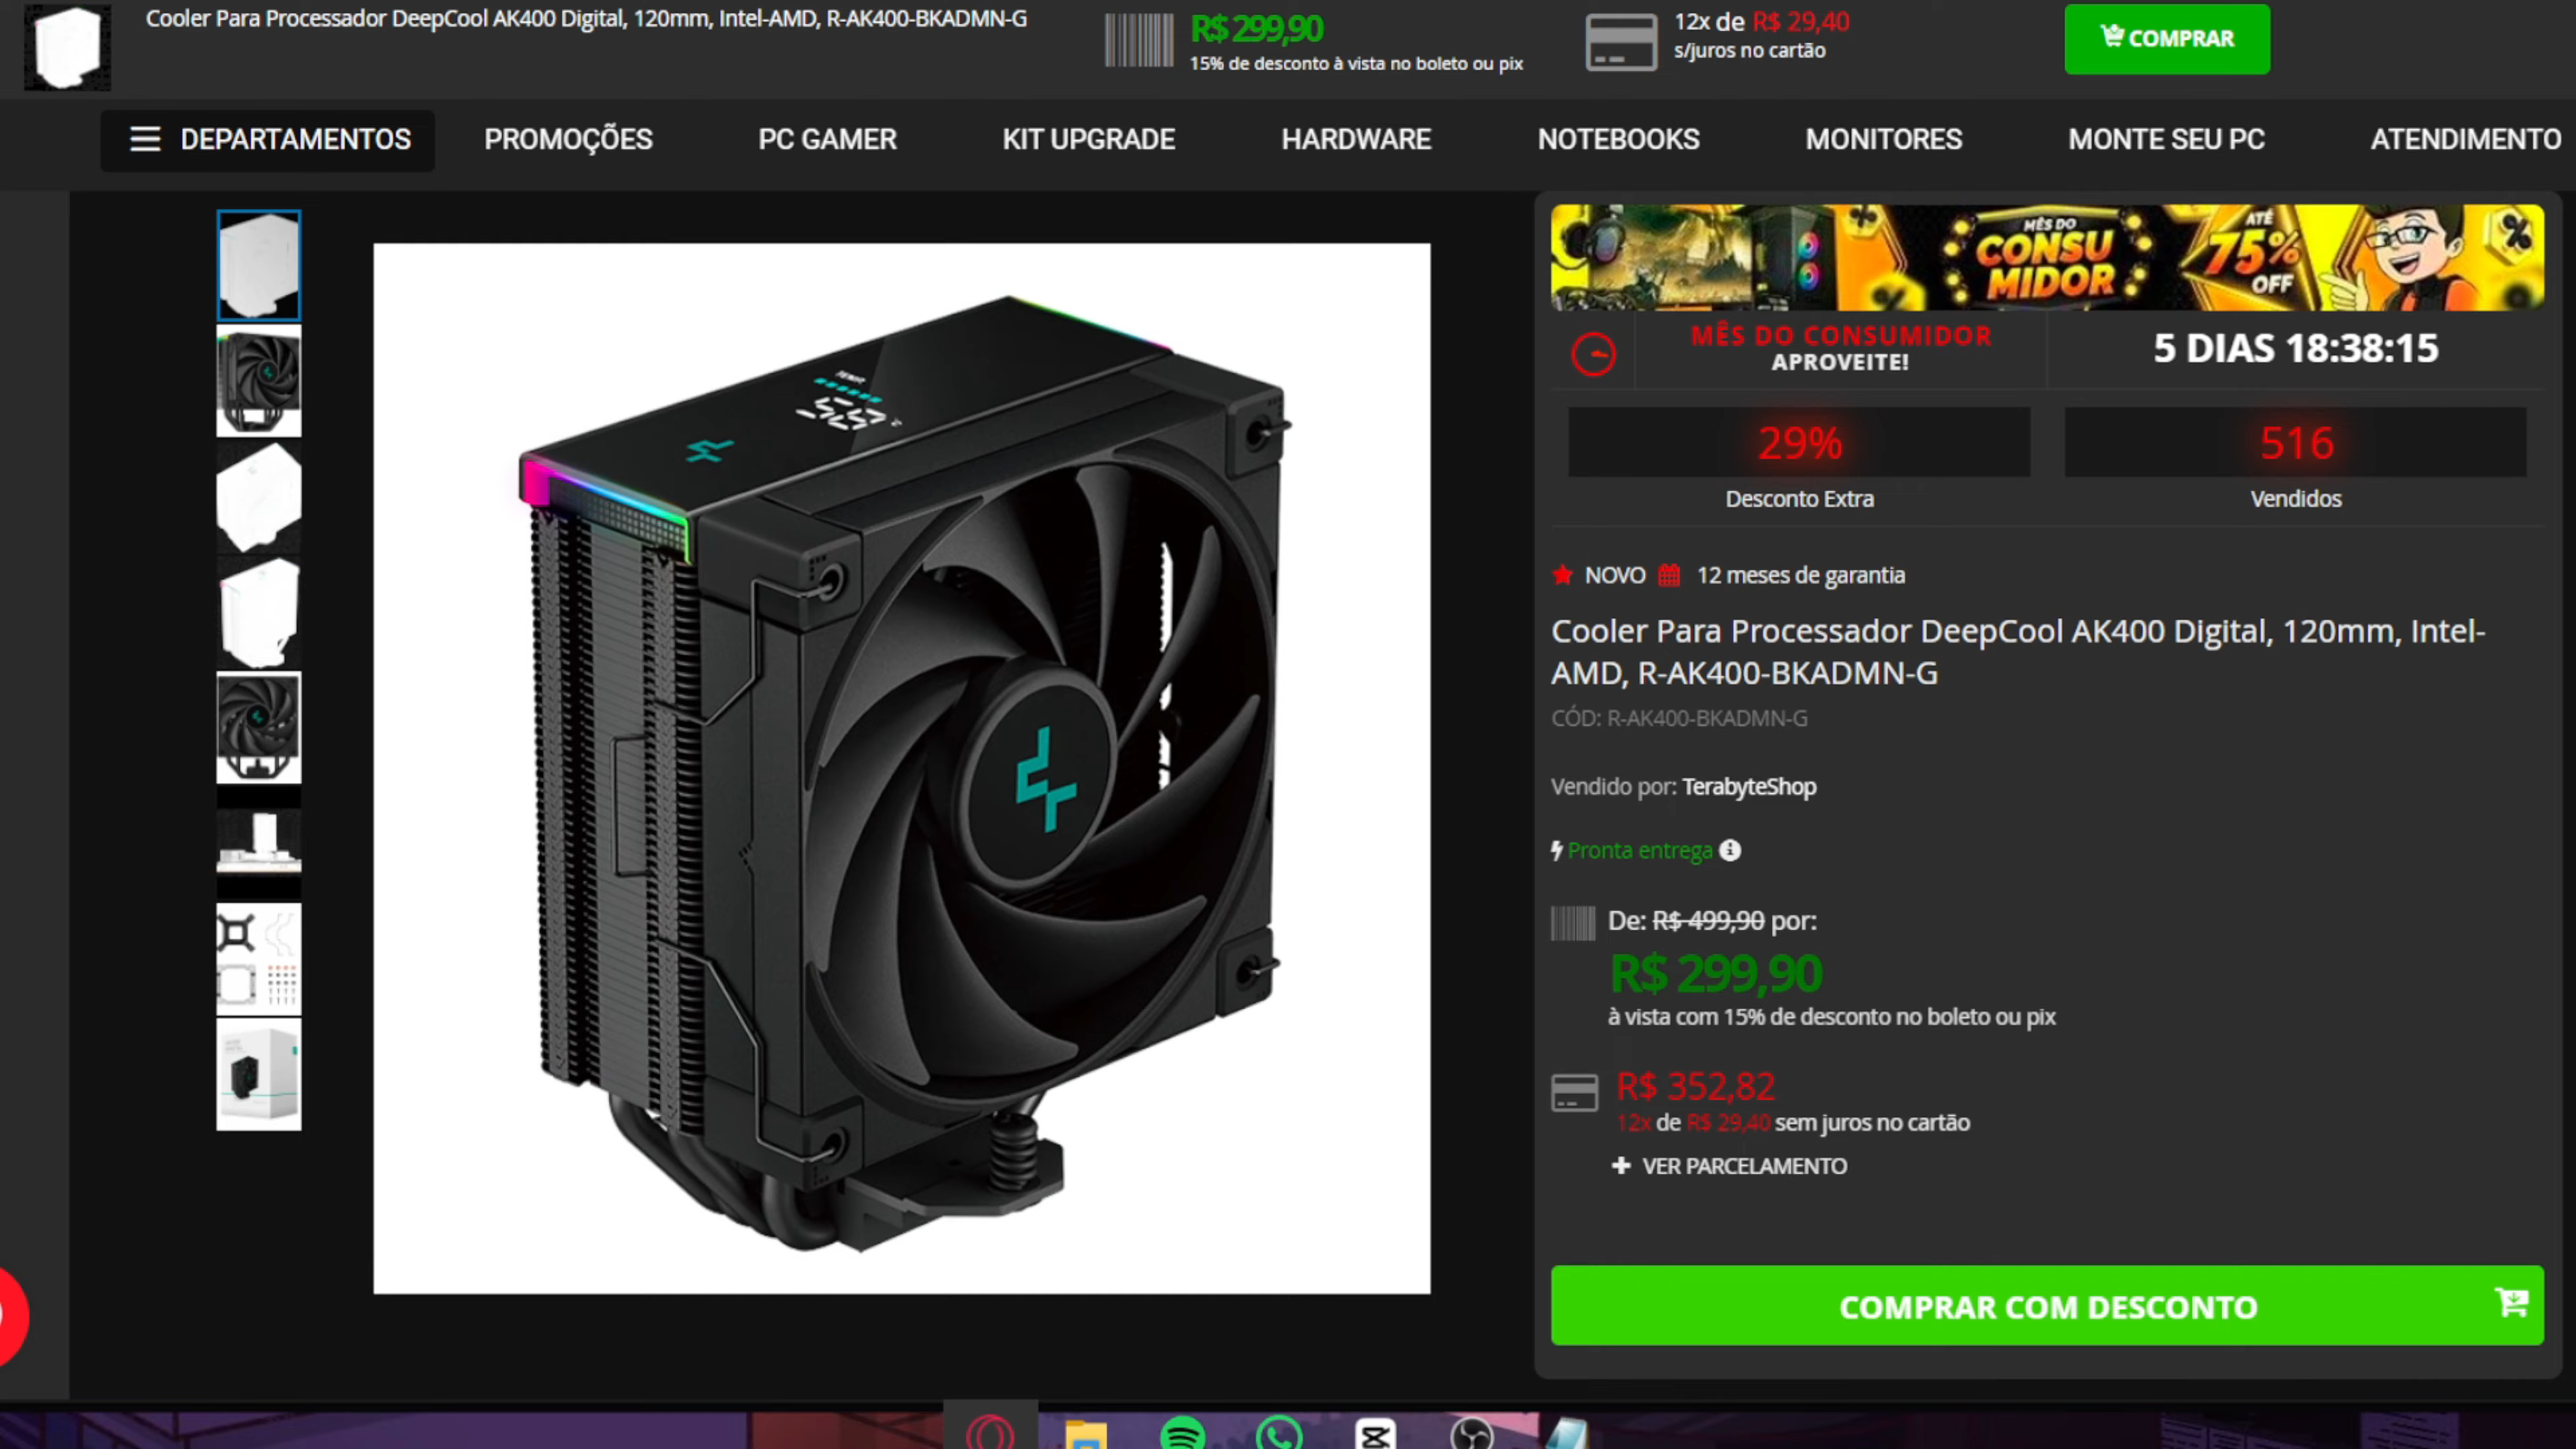 Cooler Para Processador DeepCool AK400 Digital, 120mm, Intel-AMD, R-AK400-BKADMN-G
R$ 299,90
15% de desconto à vista no boleto ou pix
12x de R$ 29,40
s/juros no cartão
COMPRAR
DEPARTAMENTOS
PROMOÇÕES
PC GAMER
KIT UPGRADE
HARDWARE
NOTEBOOKS
MONITORES
MONTE SEU PC
ATENDIMENTO
MÊS DO
CONSU
MIDOR
ATÉ
75%
OFF
MÊS DO CONSUMIDOR
APROVEITE!
5 DIAS 18:38:15
29%
Desconto Extra
516
Vendidos
NOVO
12 meses de garantia
Cooler Para Processador DeepCool AK400 Digital, 120mm, Intel-
AMD, R-AK400-BKADMN-G
CÓD: R-AK400-BKADMN-G
Vendido por: TerabyteShop
Pronta entrega
De: R$ 499,90 por:
R$ 299,90
à vista com 15% de desconto no boleto ou pix
R$ 352,82
12x de R$ 29,40 sem juros no cartão
+ VER PARCELAMENTO
COMPRAR COM DESCONTO